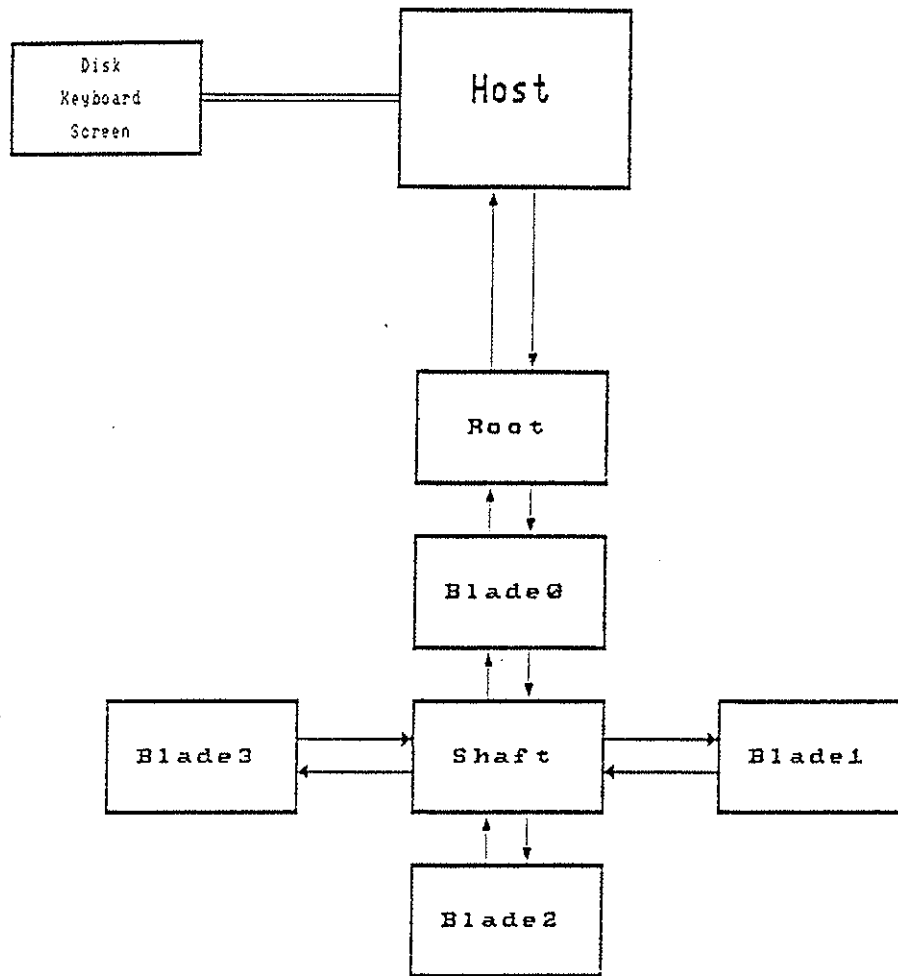 Disk
Keyboard
Screen
Host
Root
Blade0
Blade3
Shaft
Blade1
Blade2